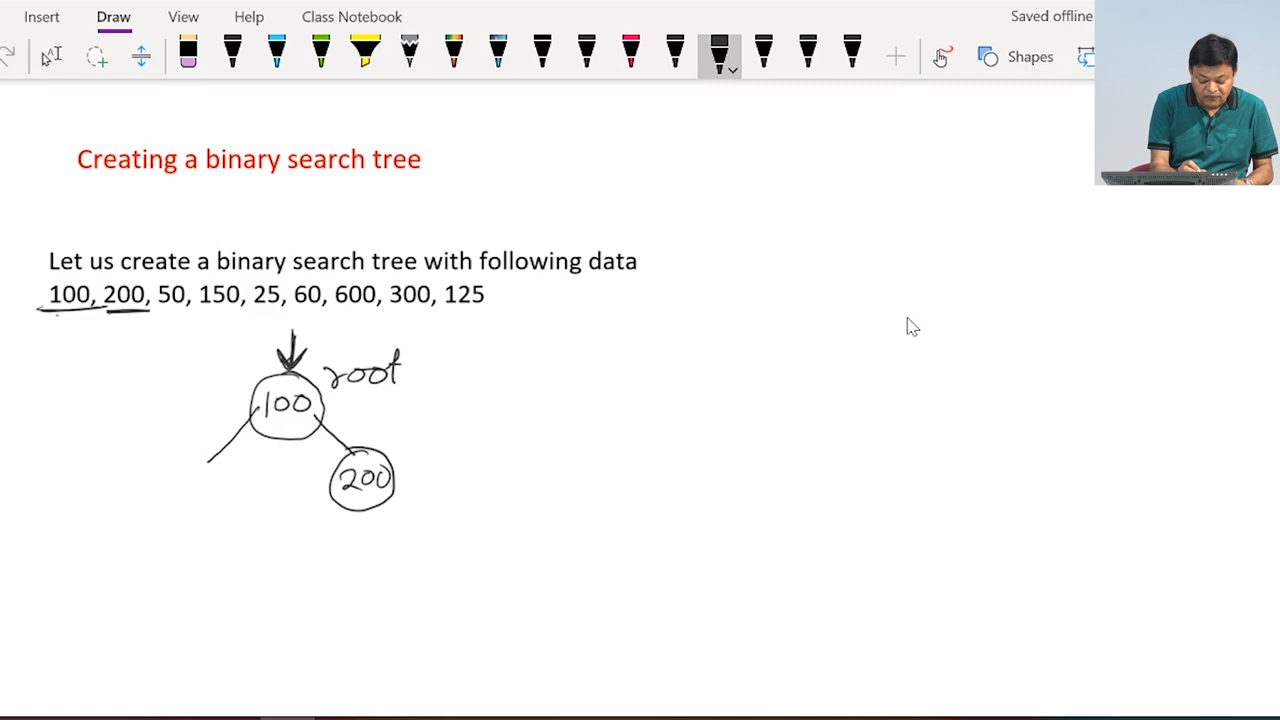 Insert Draw View Help Class Notebook Saved offline
Shapes
Creating a binary search tree
Let us create a binary search tree with following data
100, 200, 50, 150, 25, 60, 600, 300, 125
root
100
200